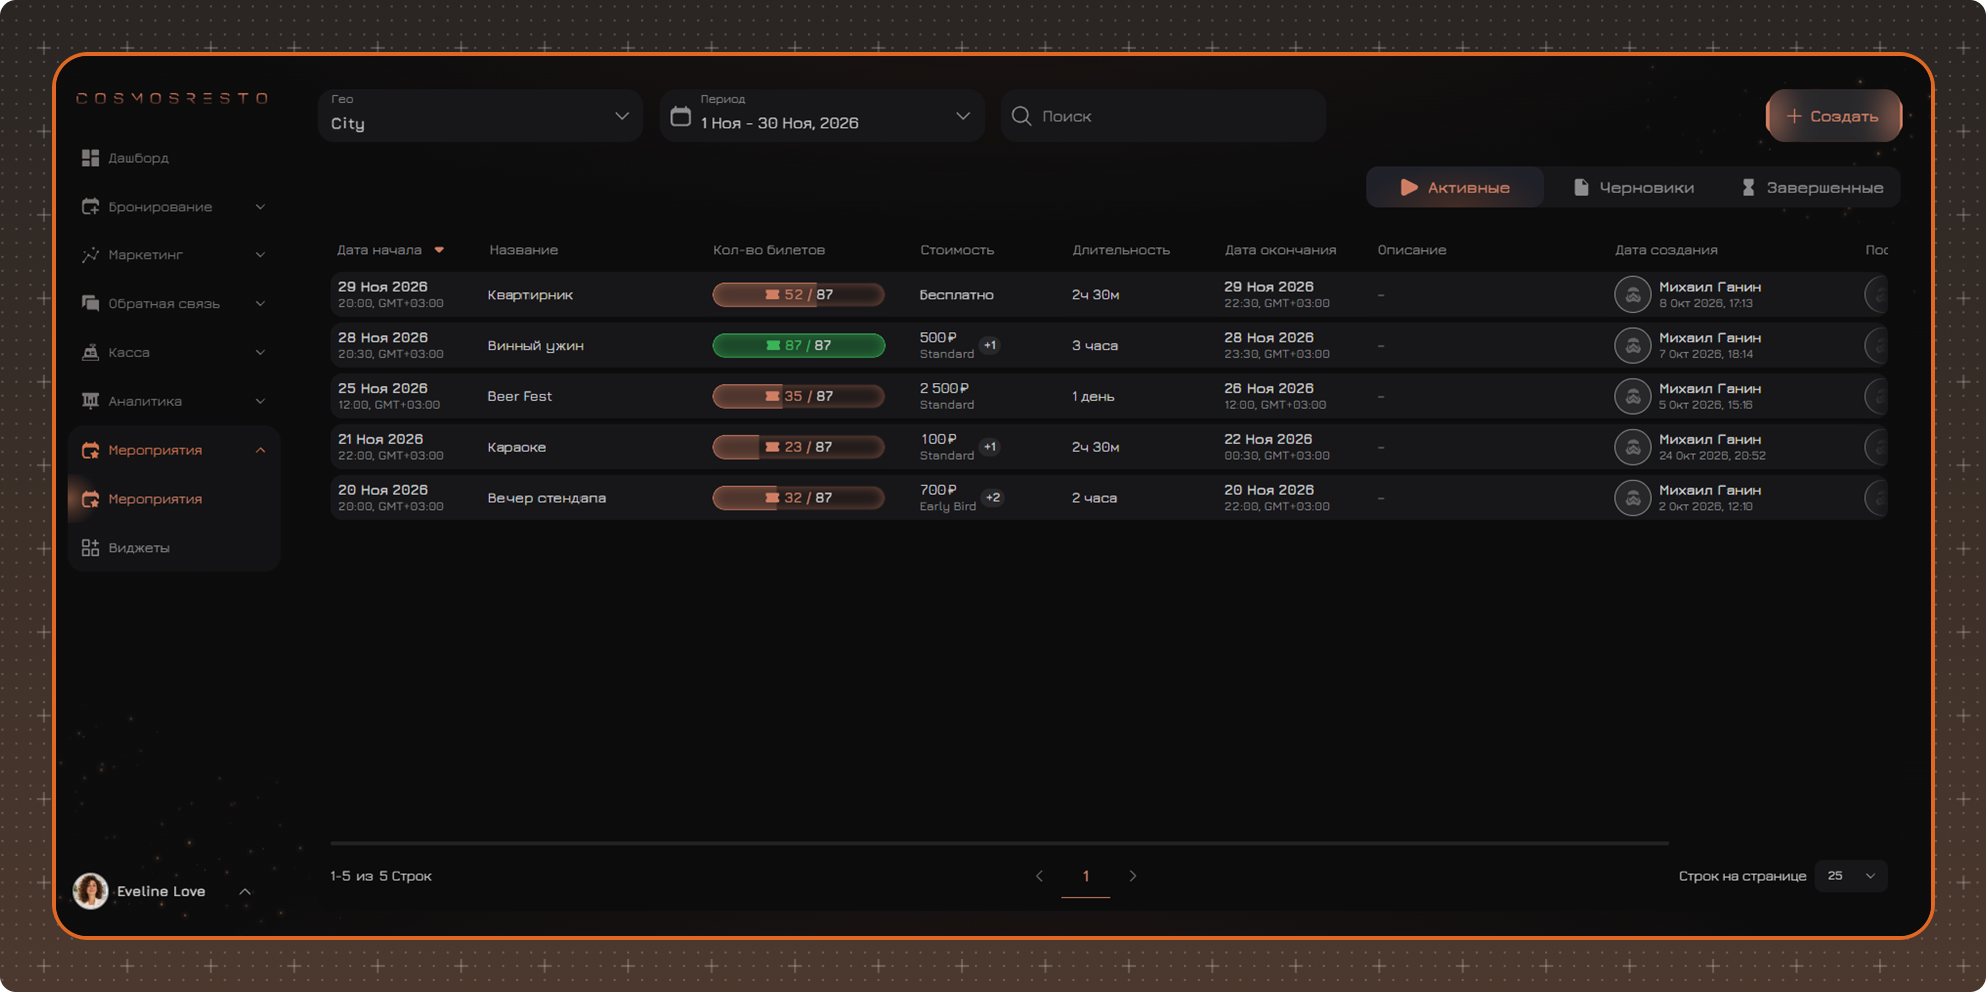 COSMOSRESTO
Гео
City
Период
1 Ноя - 30 Ноя, 2026
Поиск
Создать
Дашборд
Бронирование
Маркетинг
Обратная связь
Касса
Аналитика
Мероприятия
Мероприятия
Виджеты
Eveline Love
Активные
Черновики
Завершенные
Дата начала Название Кол-во билетов Стоимость Длительность Дата окончания Описание Дата создания Пос
29 Ноя 2026
20:00, GMT+03:00
Квартирник
52 / 87
Бесплатно
2ч 30м
29 Ноя 2026
22:30, GMT+03:00
-
Михаил Ганин
8 Окт 2026, 17:13
28 Ноя 2026
20:30, GMT+03:00
Винный ужин
87 / 87
500₽
Standard
+1
3 часа
28 Ноя 2026
23:30, GMT+03:00
-
Михаил Ганин
7 Окт 2026, 18:14
25 Ноя 2026
12:00, GMT+03:00
Beer Fest
35 / 87
2 500₽
Standard
1 день
26 Ноя 2026
12:00, GMT+03:00
-
Михаил Ганин
5 Окт 2026, 15:16
21 Ноя 2026
22:00, GMT+03:00
Караоке
23 / 87
100₽
Standard
+1
2ч 30м
22 Ноя 2026
00:30, GMT+03:00
-
Михаил Ганин
24 Окт 2026, 20:52
20 Ноя 2026
20:00, GMT+03:00
Вечер стендапа
32 / 87
700₽
Early Bird
+2
2 часа
20 Ноя 2026
22:00, GMT+03:00
-
Михаил Ганин
2 Окт 2026, 12:10
1-5 из 5 Строк
1
Строк на странице
25